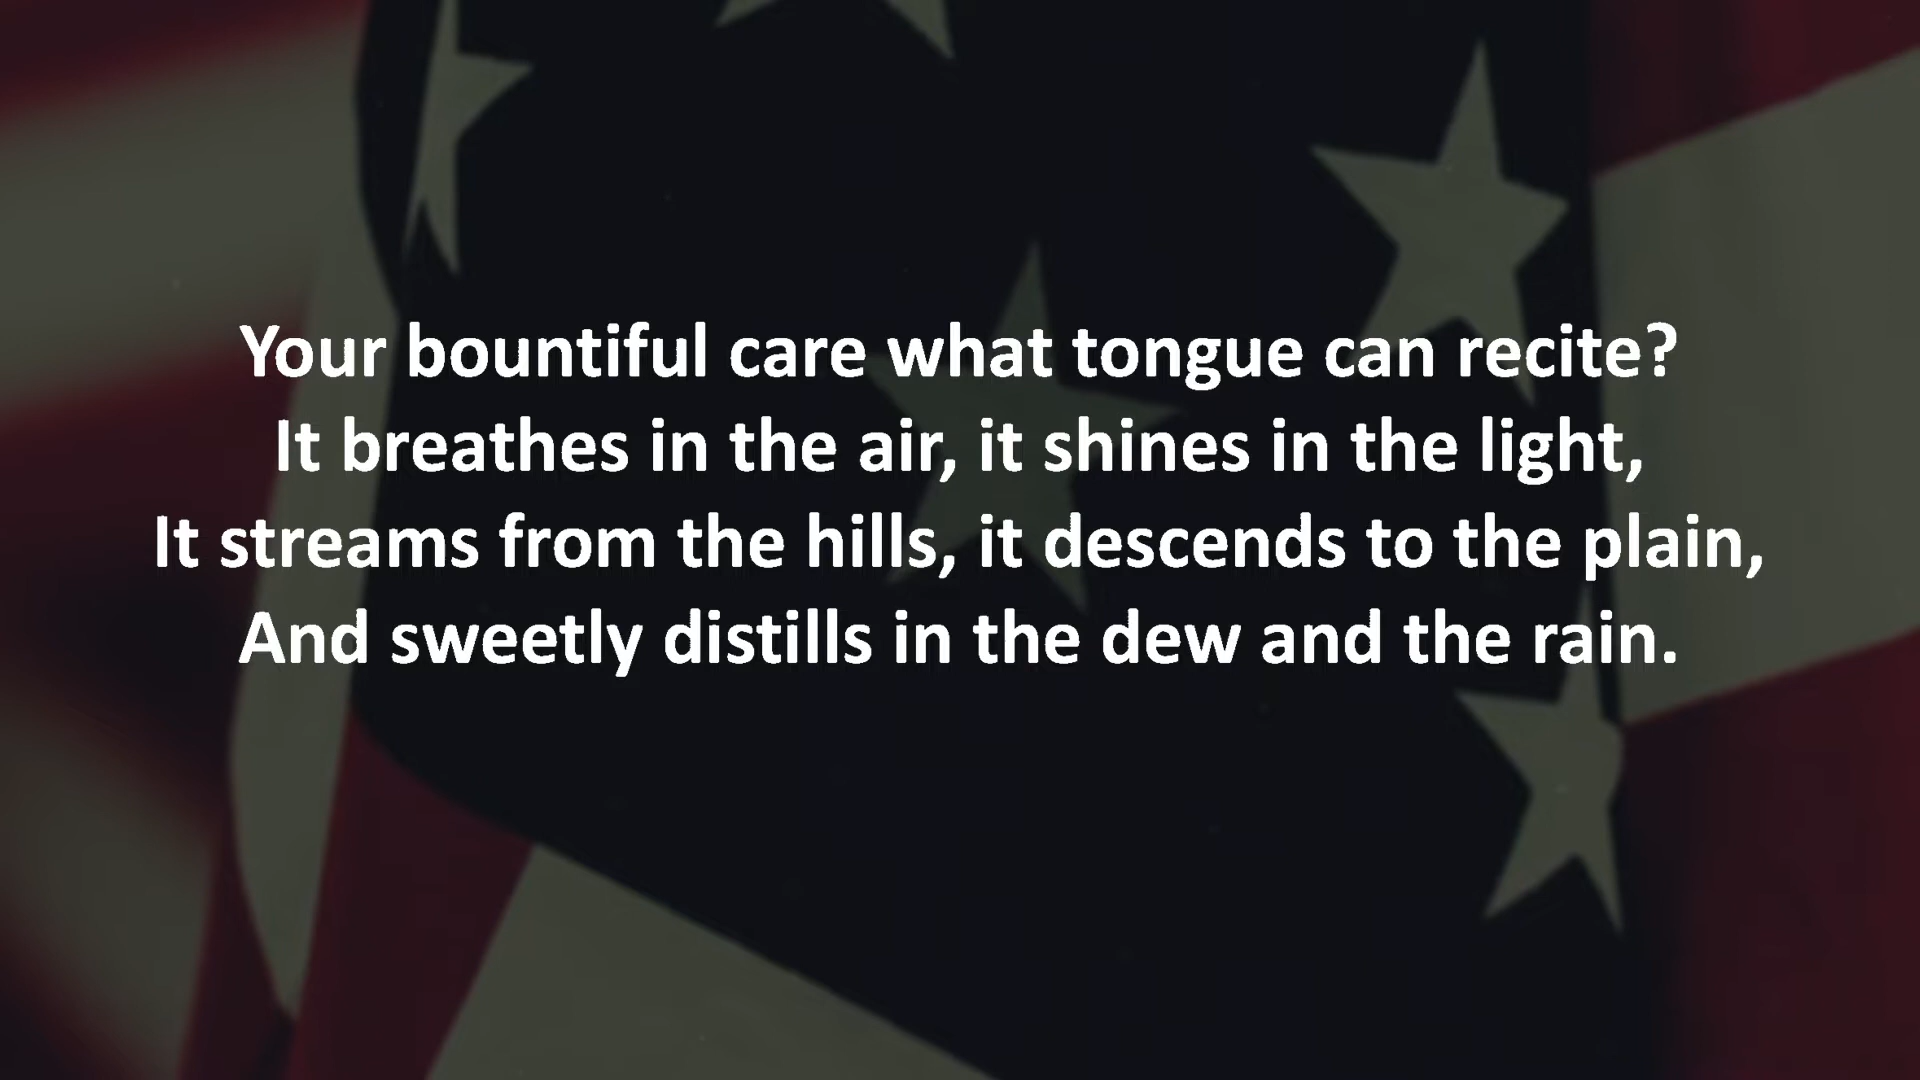 Your bountiful care what tongue can recite?
It breathes in the air, it shines in the light,
It streams from the hills, it descends to the plain,
And sweetly distills in the dew and the rain.